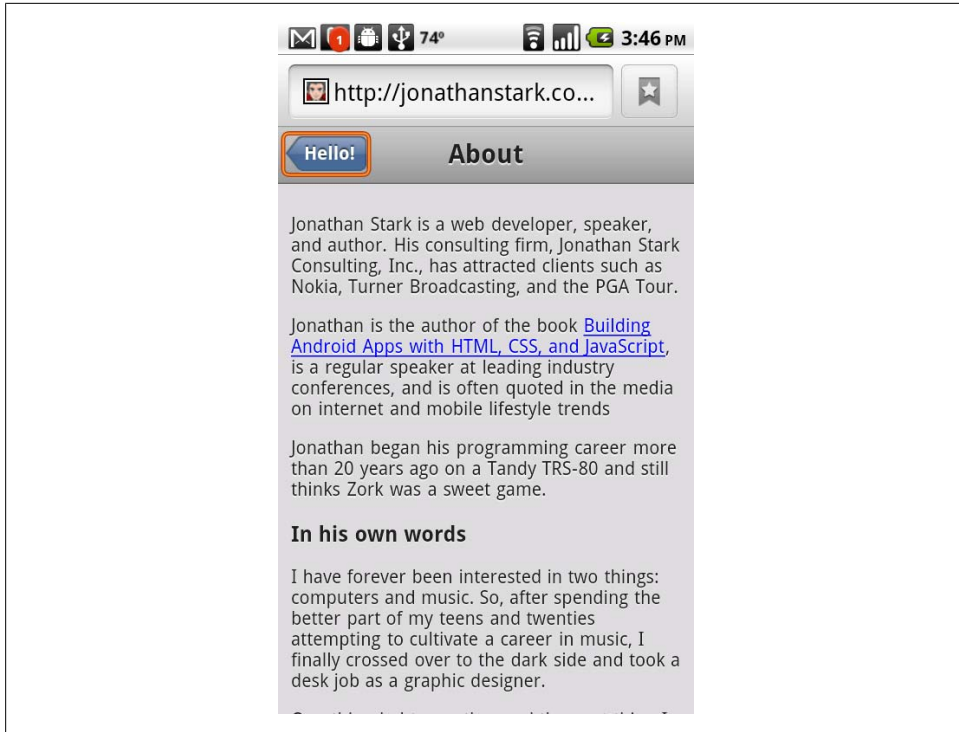 1 74° 3:46 PM
http://jonathanstark.co...
Hello! About
Jonathan Stark is a web developer, speaker,
and author. His consulting firm, Jonathan Stark
Consulting, Inc., has attracted clients such as
Nokia, Turner Broadcasting, and the PGA Tour.
Jonathan is the author of the book Building
Android Apps with HTML, CSS, and JavaScript,
is a regular speaker at leading industry
conferences, and is often quoted in the media
on internet and mobile lifestyle trends
Jonathan began his programming career more
than 20 years ago on a Tandy TRS-80 and still
thinks Zork was a sweet game.
In his own words
I have forever been interested in two things:
computers and music. So, after spending the
better part of my teens and twenties
attempting to cultivate a career in music, I
finally crossed over to the dark side and took a
desk job as a graphic designer.